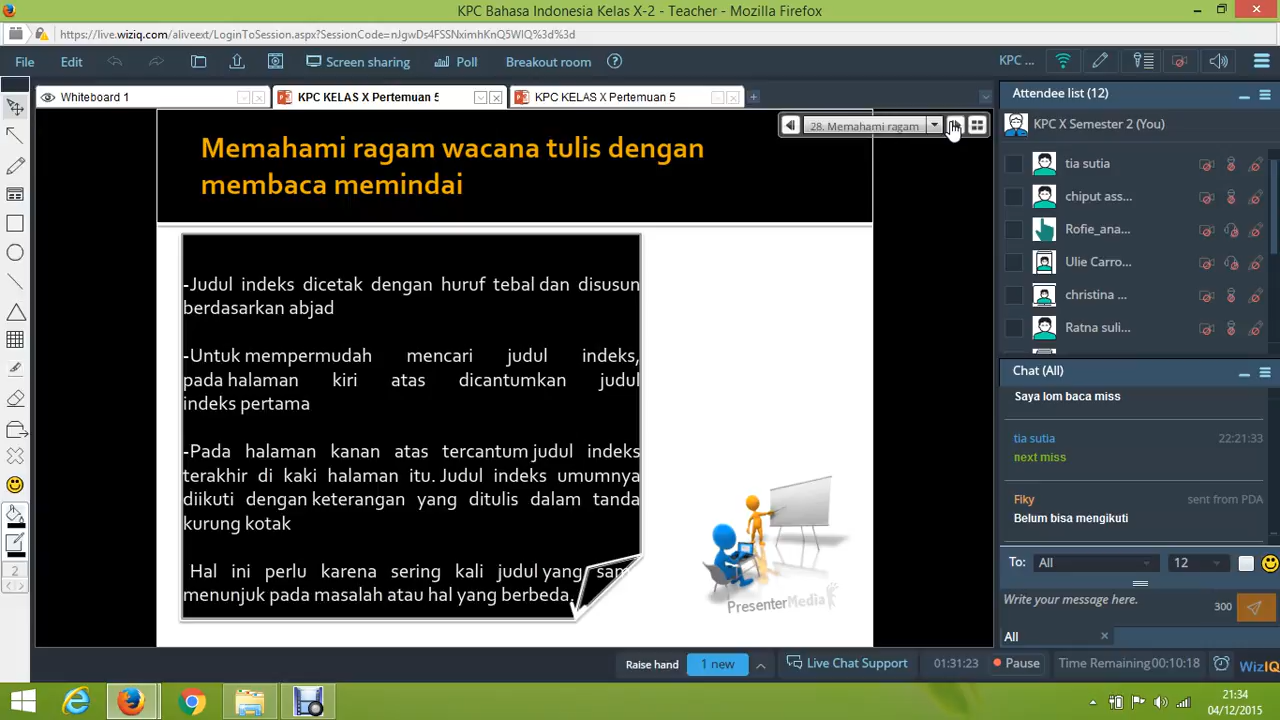 KPC Bahasa Indonesia Kelas X-2 - Teacher - Mozilla Firefox
https://live.wiziq.com/aliveext/LoginToSession.aspx?SessionCode=nJgwDs4FSSNximhKnQ5WIQ%3d%3d
File Edit Screen sharing Poll Breakout room KPC ...
Whiteboard 1 KPC KELAS X Pertemuan 5 KPC KELAS X Pertemuan 5
28. Memahami ragam
Memahami ragam wacana tulis dengan
membaca memindai
-Judul indeks dicetak dengan huruf tebal dan disusun
berdasarkan abjad
-Untuk mempermudah mencari judul indeks,
pada halaman kiri atas dicantumkan judul
indeks pertama
-Pada halaman kanan atas tercantum judul indeks
terakhir di kaki halaman itu. Judul indeks umumnya
diikuti dengan keterangan yang ditulis dalam tanda
kurung kotak
Hal ini perlu karena sering kali judul yang sam
menunjuk pada masalah atau hal yang berbeda.
PresenterMedia
Attendee list (12)
KPC X Semester 2 (You)
tia sutia
chiput ass...
Rofie_ana...
Ulie Carro...
christina ...
Ratna suli...
Chat (All)
Saya lom baca miss
tia sutia 22:21:33
next miss
Fiky sent from PDA
Belum bisa mengikuti
To: All 12
Write your message here. 300
All
2
Raise hand 1 new Live Chat Support 01:31:23 Pause Time Remaining 00:10:18 WizIQ
21:34
04/12/2015